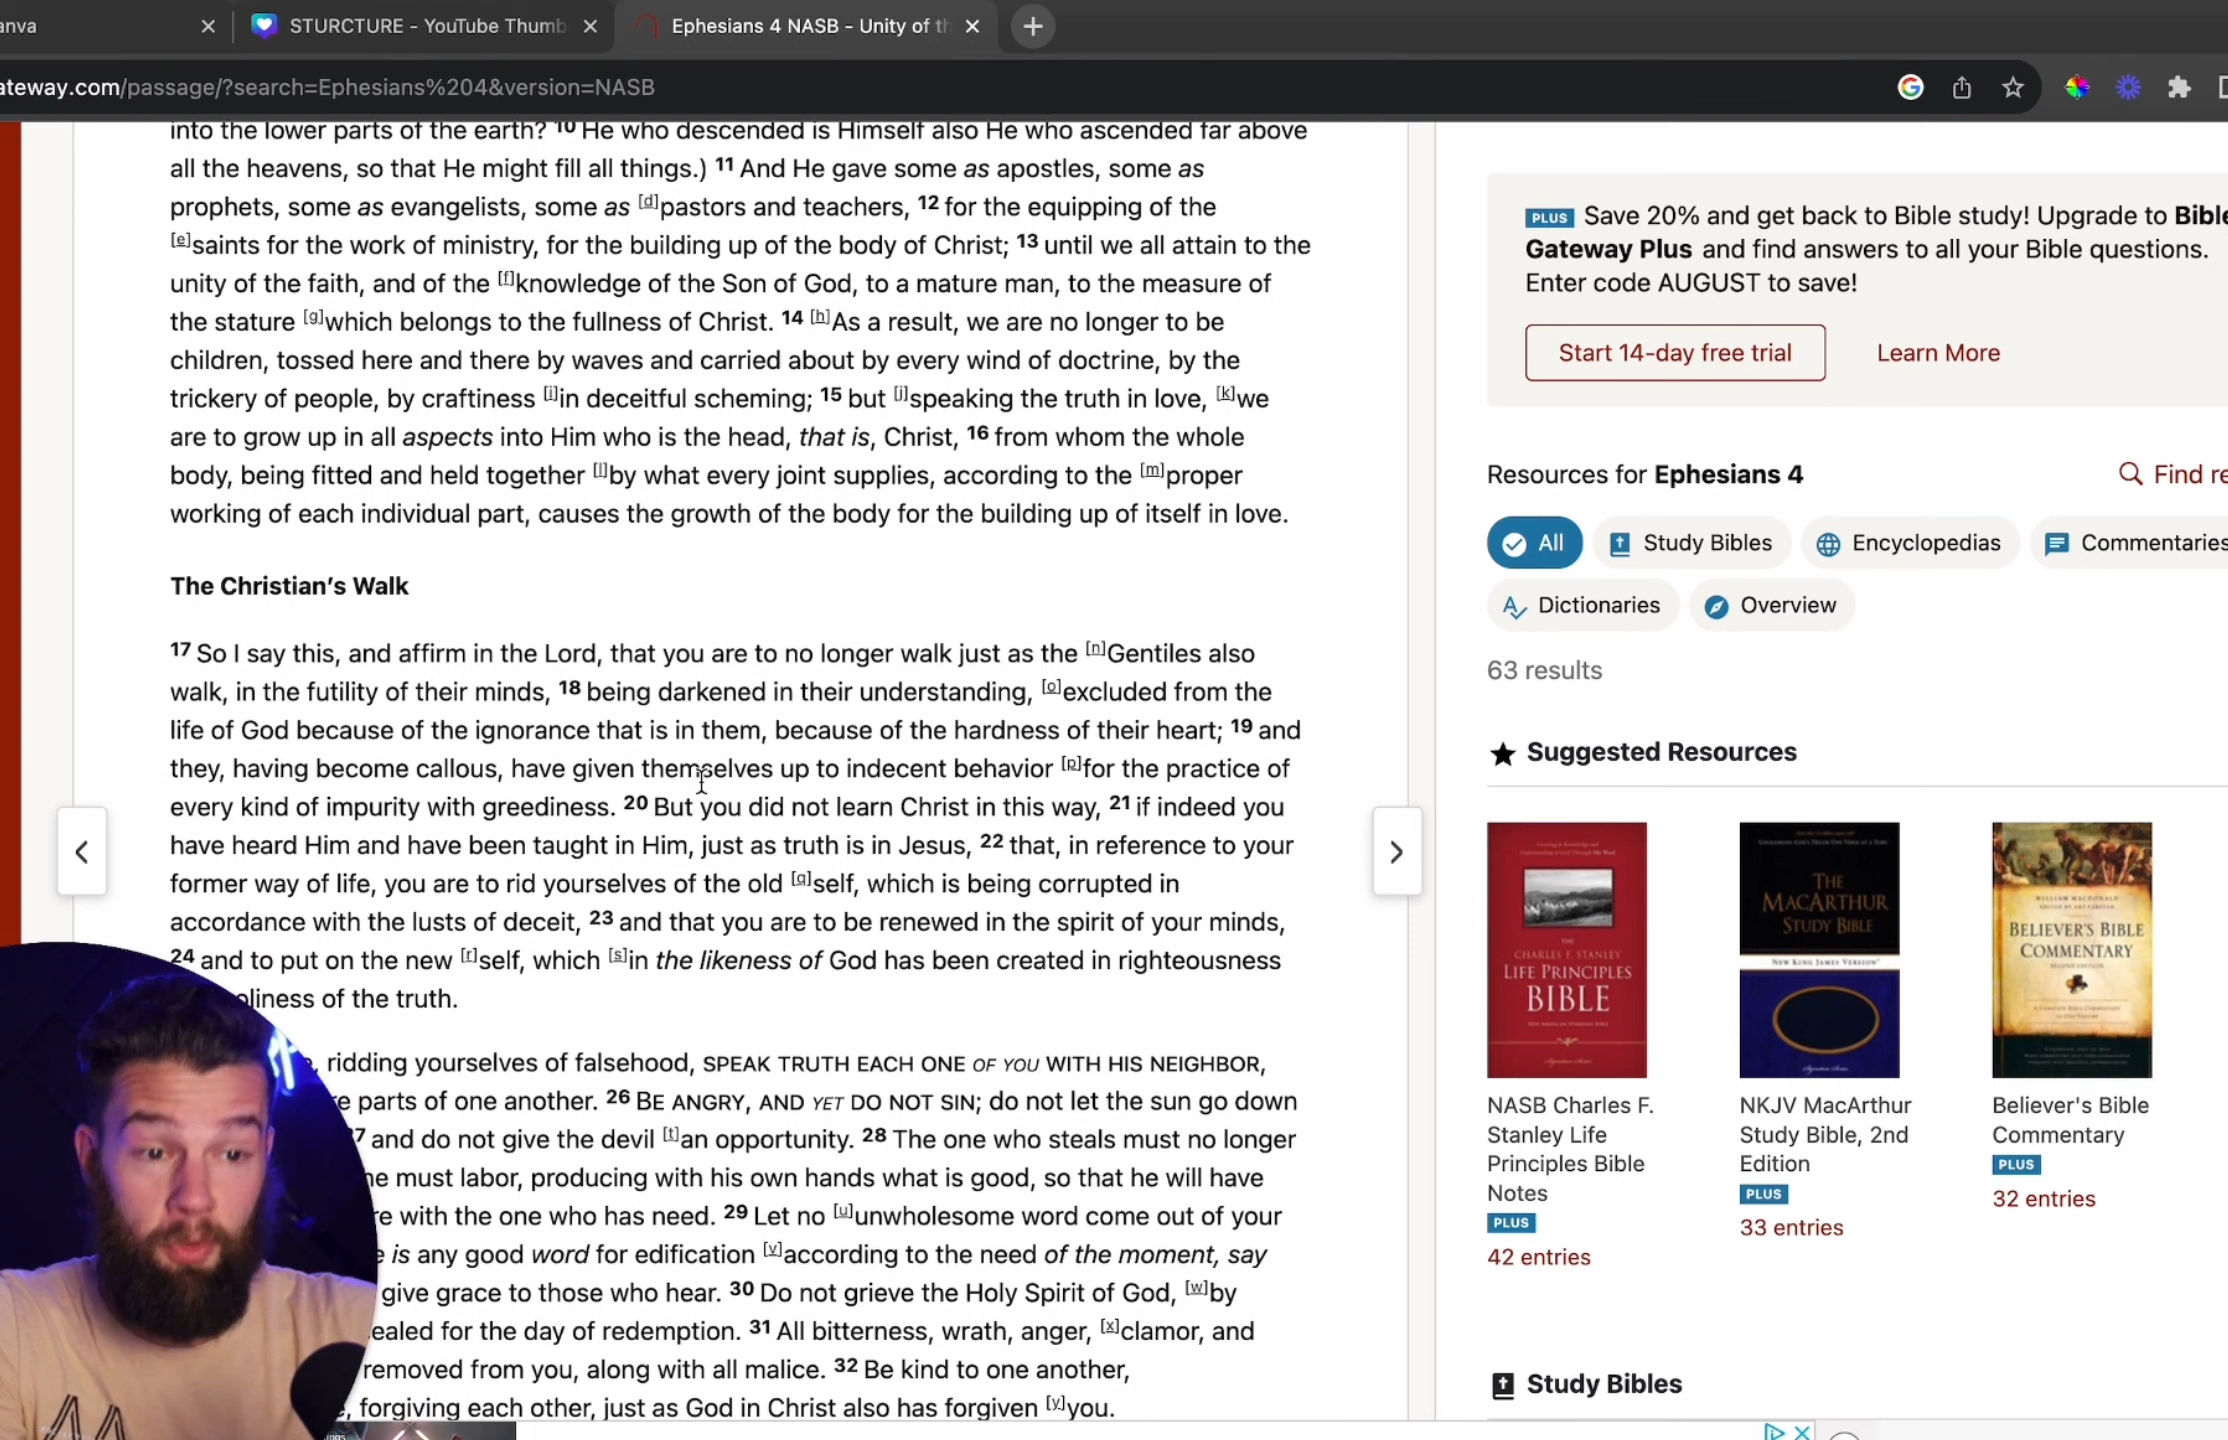 anva
STURCTURE - YouTube Thumb
Ephesians 4 NASB - Unity of th
ateway.com/passage/?search=Ephesians%204&version=NASB
into the lower parts of the earth? 10 He who descended is Himself also He who ascended far above
all the heavens, so that He might fill all things.) 11 And He gave some as apostles, some as
prophets, some as evangelists, some as [d]pastors and teachers, 12 for the equipping of the
[e]saints for the work of ministry, for the building up of the body of Christ; 13 until we all attain to the
unity of the faith, and of the [f]knowledge of the Son of God, to a mature man, to the measure of
the stature [g]which belongs to the fullness of Christ. 14 [h]As a result, we are no longer to be
children, tossed here and there by waves and carried about by every wind of doctrine, by the
trickery of people, by craftiness [i]in deceitful scheming; 15 but [j]speaking the truth in love, [k]we
are to grow up in all aspects into Him who is the head, that is, Christ, 16 from whom the whole
body, being fitted and held together [l]by what every joint supplies, according to the [m]proper
working of each individual part, causes the growth of the body for the building up of itself in love.
The Christian's Walk
17 So I say this, and affirm in the Lord, that you are to no longer walk just as the [n]Gentiles also
walk, in the futility of their minds, 18 being darkened in their understanding, [o]excluded from the
life of God because of the ignorance that is in them, because of the hardness of their heart; 19 and
they, having become callous, have given themselves up to indecent behavior [p]for the practice of
every kind of impurity with greediness. 20 But you did not learn Christ in this way, 21 if indeed you
have heard Him and have been taught in Him, just as truth is in Jesus, 22 that, in reference to your
former way of life, you are to rid yourselves of the old [q]self, which is being corrupted in
accordance with the lusts of deceit, 23 and that you are to be renewed in the spirit of your minds,
24 and to put on the new [r]self, which [s]in the likeness of God has been created in righteousness
oliness of the truth.
, ridding yourselves of falsehood, SPEAK TRUTH EACH ONE OF YOU WITH HIS NEIGHBOR,
e parts of one another. 26 BE ANGRY, AND YET DO NOT SIN; do not let the sun go down
7 and do not give the devil [t]an opportunity. 28 The one who steals must no longer
he must labor, producing with his own hands what is good, so that he will have
re with the one who has need. 29 Let no [u]unwholesome word come out of your
e is any good word for edification [v]according to the need of the moment, say
give grace to those who hear. 30 Do not grieve the Holy Spirit of God, [w]by
ealed for the day of redemption. 31 All bitterness, wrath, anger, [x]clamor, and
removed from you, along with all malice. 32 Be kind to one another,
, forgiving each other, just as God in Christ also has forgiven [y]you.
PLUS Save 20% and get back to Bible study! Upgrade to Bible
Gateway Plus and find answers to all your Bible questions.
Enter code AUGUST to save!
Start 14-day free trial Learn More
Resources for Ephesians 4 Find re
All Study Bibles Encyclopedias Commentaries
Dictionaries Overview
63 results
Suggested Resources
THE
CHARLES F. STANLEY
LIFE PRINCIPLES
BIBLE
THE
MACARTHUR
STUDY BIBLE
NEW KING JAMES VERSION
WILLIAM MACDONALD
BELIEVER'S BIBLE
COMMENTARY
NASB Charles F.
Stanley Life
Principles Bible
Notes
PLUS
42 entries
NKJV MacArthur
Study Bible, 2nd
Edition
PLUS
33 entries
Believer's Bible
Commentary
PLUS
32 entries
Study Bibles